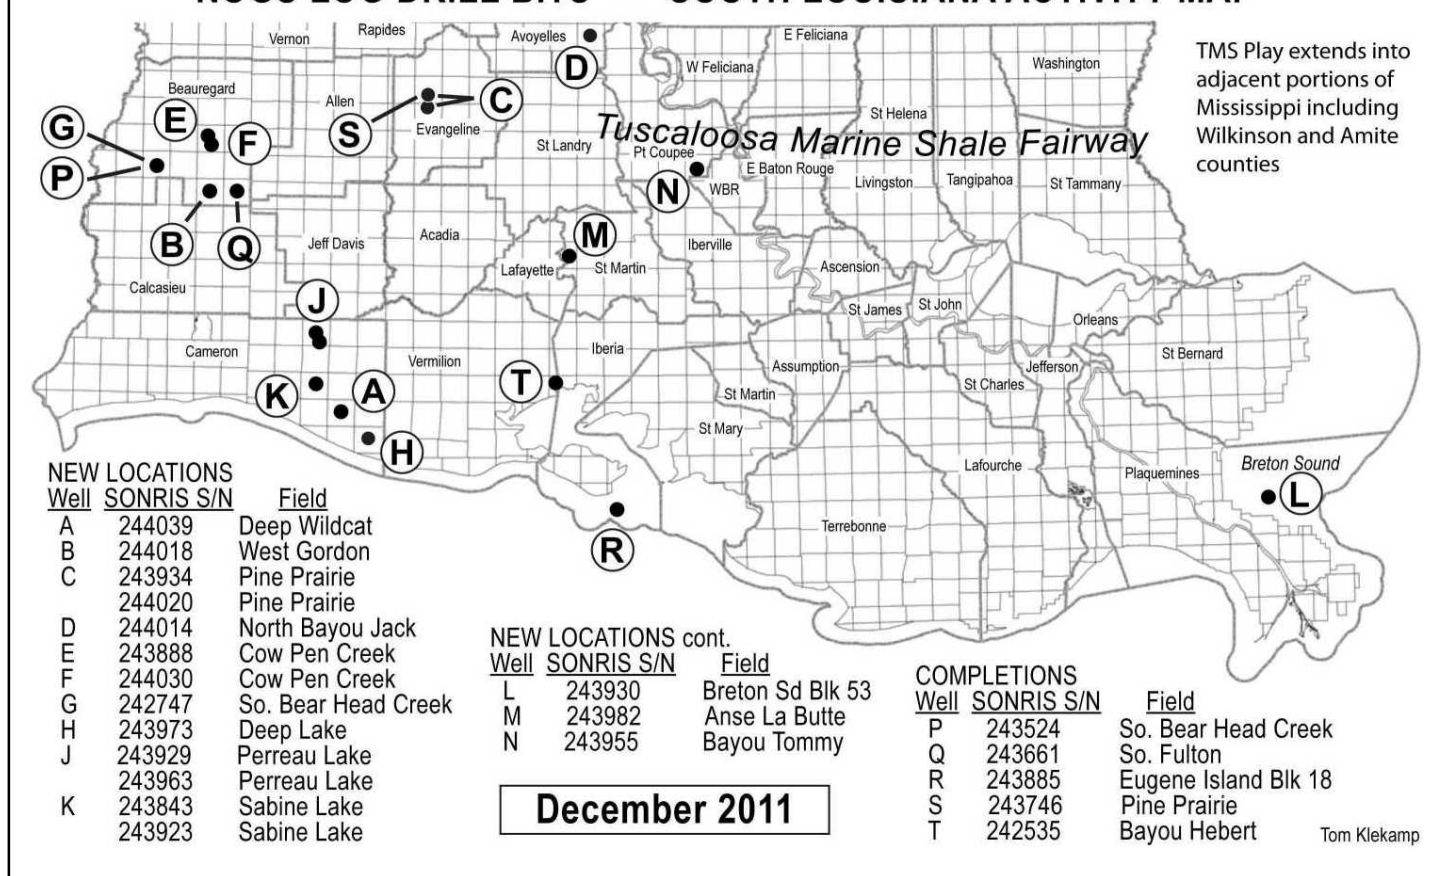 Vernon
Rapides
Avoyelles
E Feliciana
W Feliciana
Washington
TMS Play extends into
adjacent portions of
Mississippi including
Wilkinson and Amite
counties
D
Beauregard
Allen
C
G
E
F
S
Evangeline
St Helena
Tuscaloosa Marine Shale Fairway
St Landry
Pt Coupee
P
E Baton Rouge
N
WBR
Livingston
Tangipahoa
St Tammany
B
Q
Jeff Davis
Acadia
M
Iberville
Lafayette
St Martin
Ascension
Calcasieu
J
St James
St John
Orleans
Cameron
Vermilion
Iberia
St Bernard
Assumption
Jefferson
K
A
T
St Martin
St Charles
H
St Mary
Lafourche
Plaquemines
Breton Sound
L
Terrebonne
R
NEW LOCATIONS
Well SONRIS S/N Field
A 244039 Deep Wildcat
B 244018 West Gordon
C 243934 Pine Prairie
244020 Pine Prairie
D 244014 North Bayou Jack
E 243888 Cow Pen Creek
F 244030 Cow Pen Creek
G 242747 So. Bear Head Creek
H 243973 Deep Lake
J 243929 Perreau Lake
243963 Perreau Lake
K 243843 Sabine Lake
243923 Sabine Lake
NEW LOCATIONS cont.
Well SONRIS S/N Field
L 243930 Breton Sd Blk 53
M 243982 Anse La Butte
N 243955 Bayou Tommy
December 2011
COMPLETIONS
Well SONRIS S/N Field
P 243524 So. Bear Head Creek
Q 243661 So. Fulton
R 243885 Eugene Island Blk 18
S 243746 Pine Prairie
T 242535 Bayou Hebert
Tom Klekamp